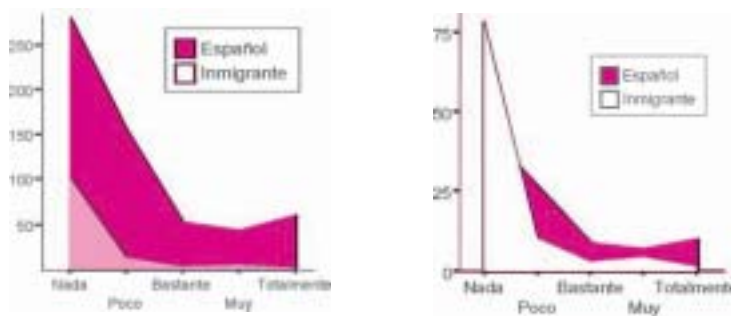 250
200
150
100
50
Español
Inmigrante
Nada
Poco
Bastante
Muy
Totalmente
75
50
25
0
Español
Inmigrante
Nada
Poco
Bastante
Muy
Totalmente